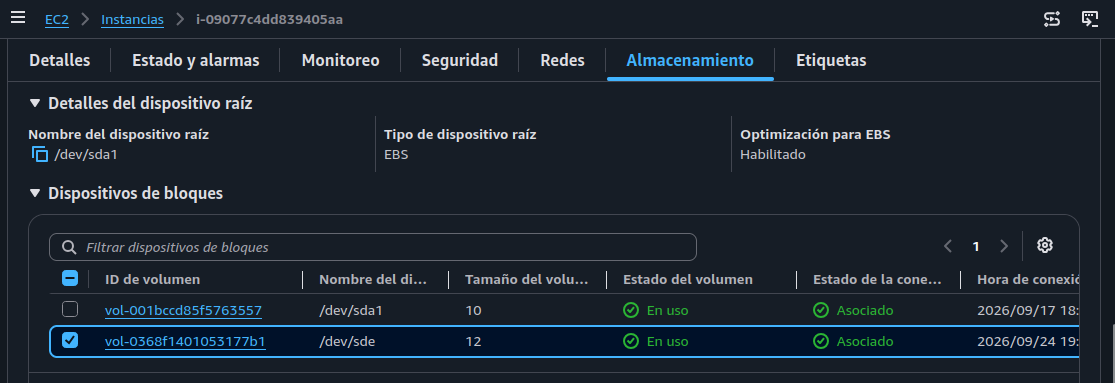 EC2 > Instancias > i-09077c4dd839405aa
Detalles Estado y alarmas Monitoreo Seguridad Redes Almacenamiento Etiquetas
Detalles del dispositivo raíz
Nombre del dispositivo raíz Tipo de dispositivo raíz Optimización para EBS
/dev/sda1 EBS Habilitado
Dispositivos de bloques
Filtrar dispositivos de bloques 1
ID de volumen Nombre del di... Tamaño del volu... Estado del volumen Estado de la cone... Hora de conexió
vol-001bccd85f5763557 /dev/sda1 10 En uso Asociado 2026/09/17 18:
vol-0368f1401053177b1 /dev/sde 12 En uso Asociado 2026/09/24 19: